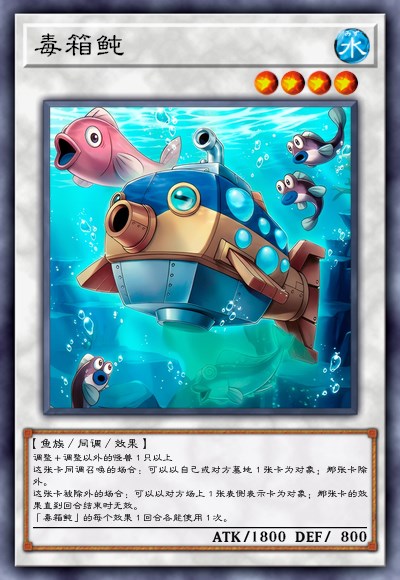 毒箱鲀
みず
水
【鱼族/同调/效果】
调整+调整以外的怪兽1只以上
这张卡同调召唤的场合:可以以自己或对方墓地1张卡为对象;那张卡除
外。
这张卡被除外的场合:可以以对方场上1张表侧表示卡为对象;那张卡的效
果直到回合结束时无效。
「毒箱鲀」的每个效果1回合各能使用1次。
ATK/1800 DEF/ 800